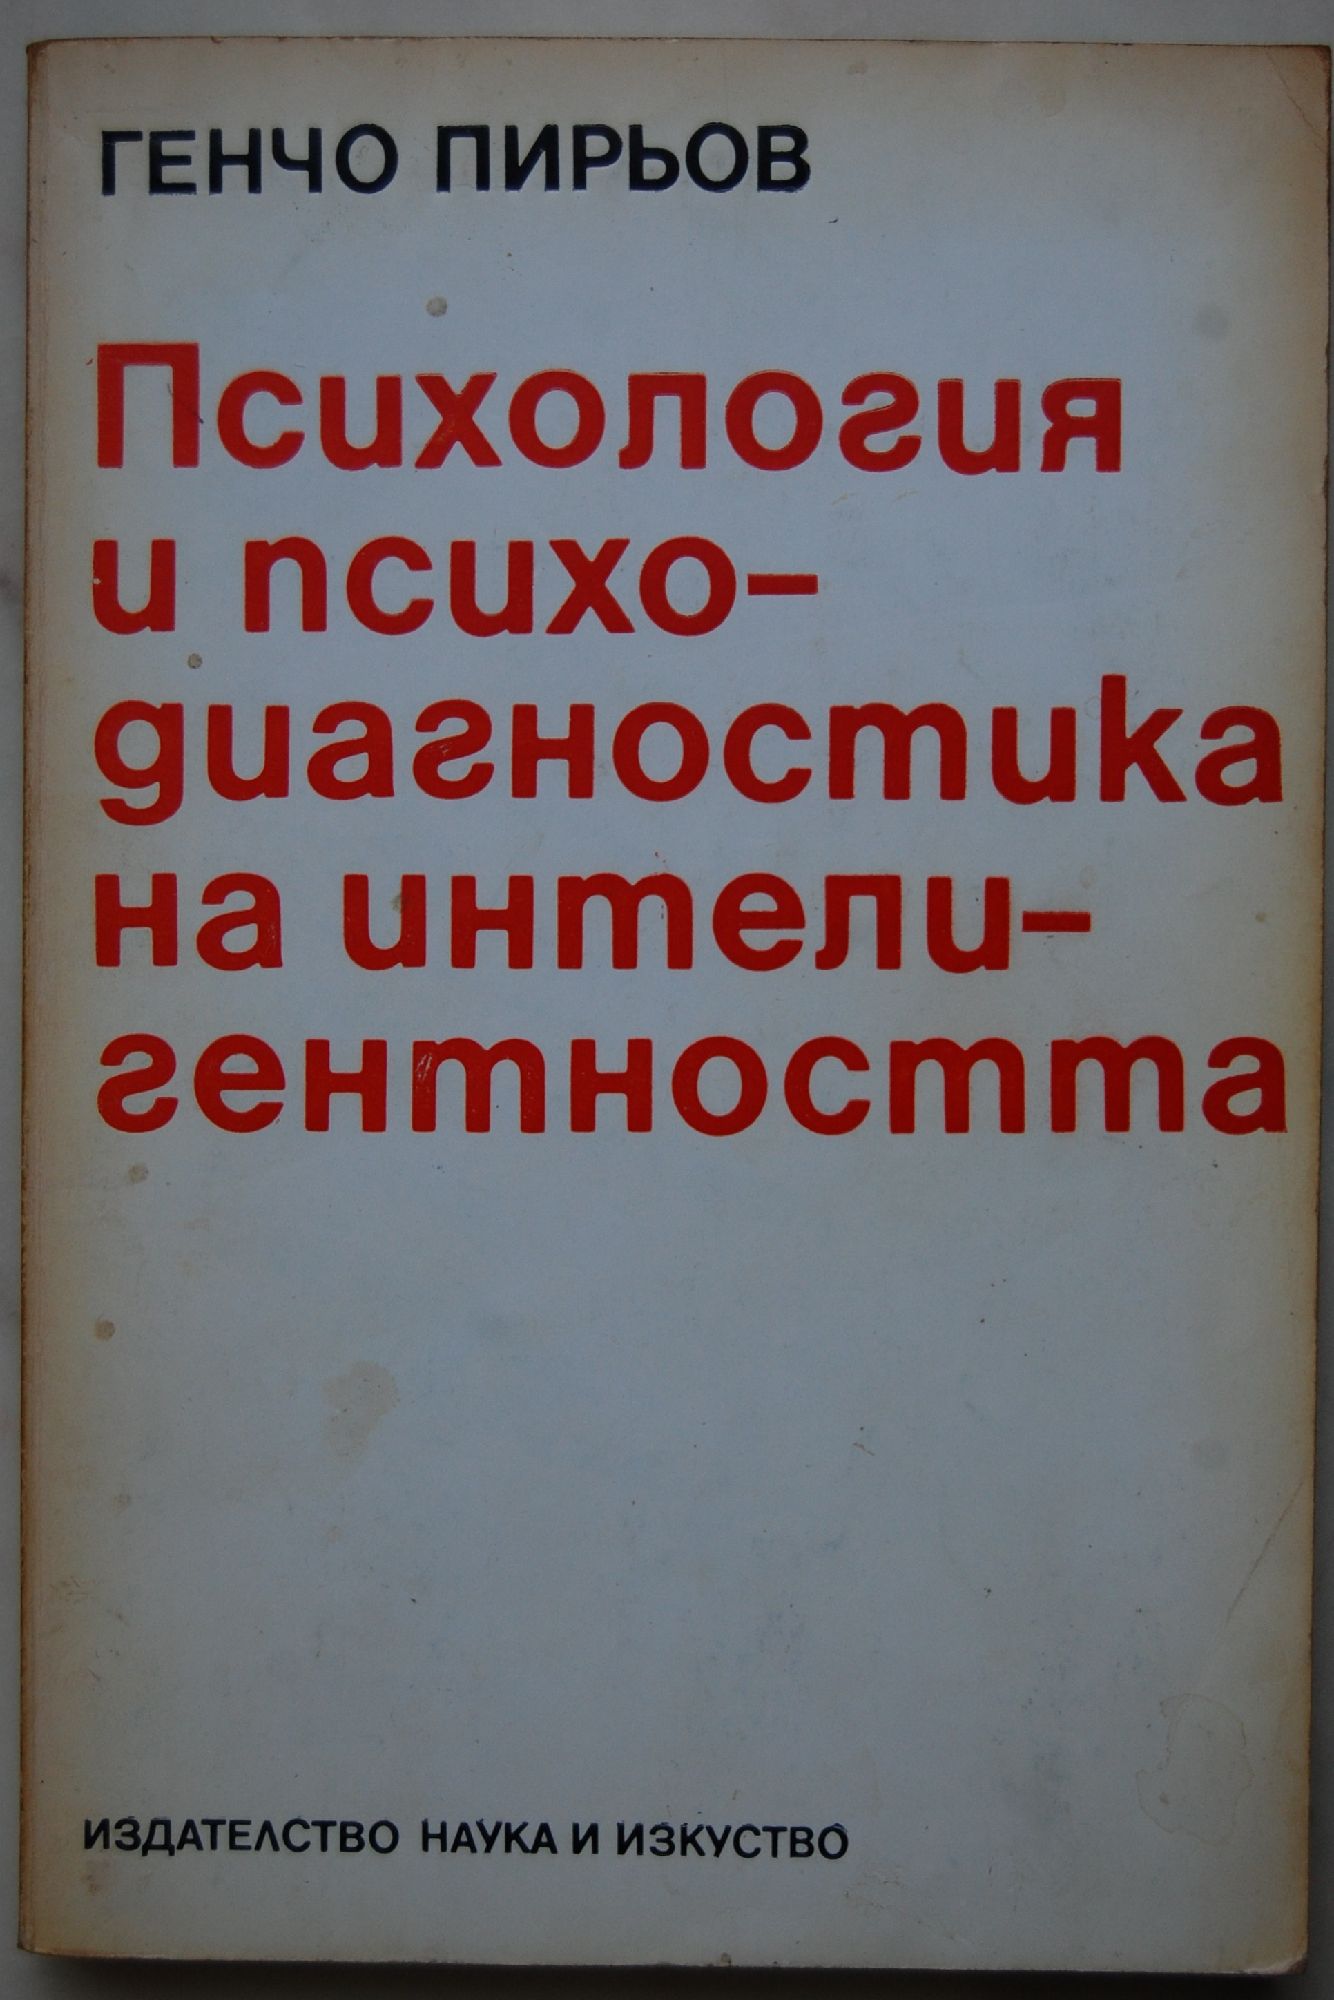 ГЕНЧО ПИРЬОВ
Психология
и психо-
диагностика
на интели-
гентността
ИЗДАТЕЛСТВО НАУКА И ИЗКУСТВО